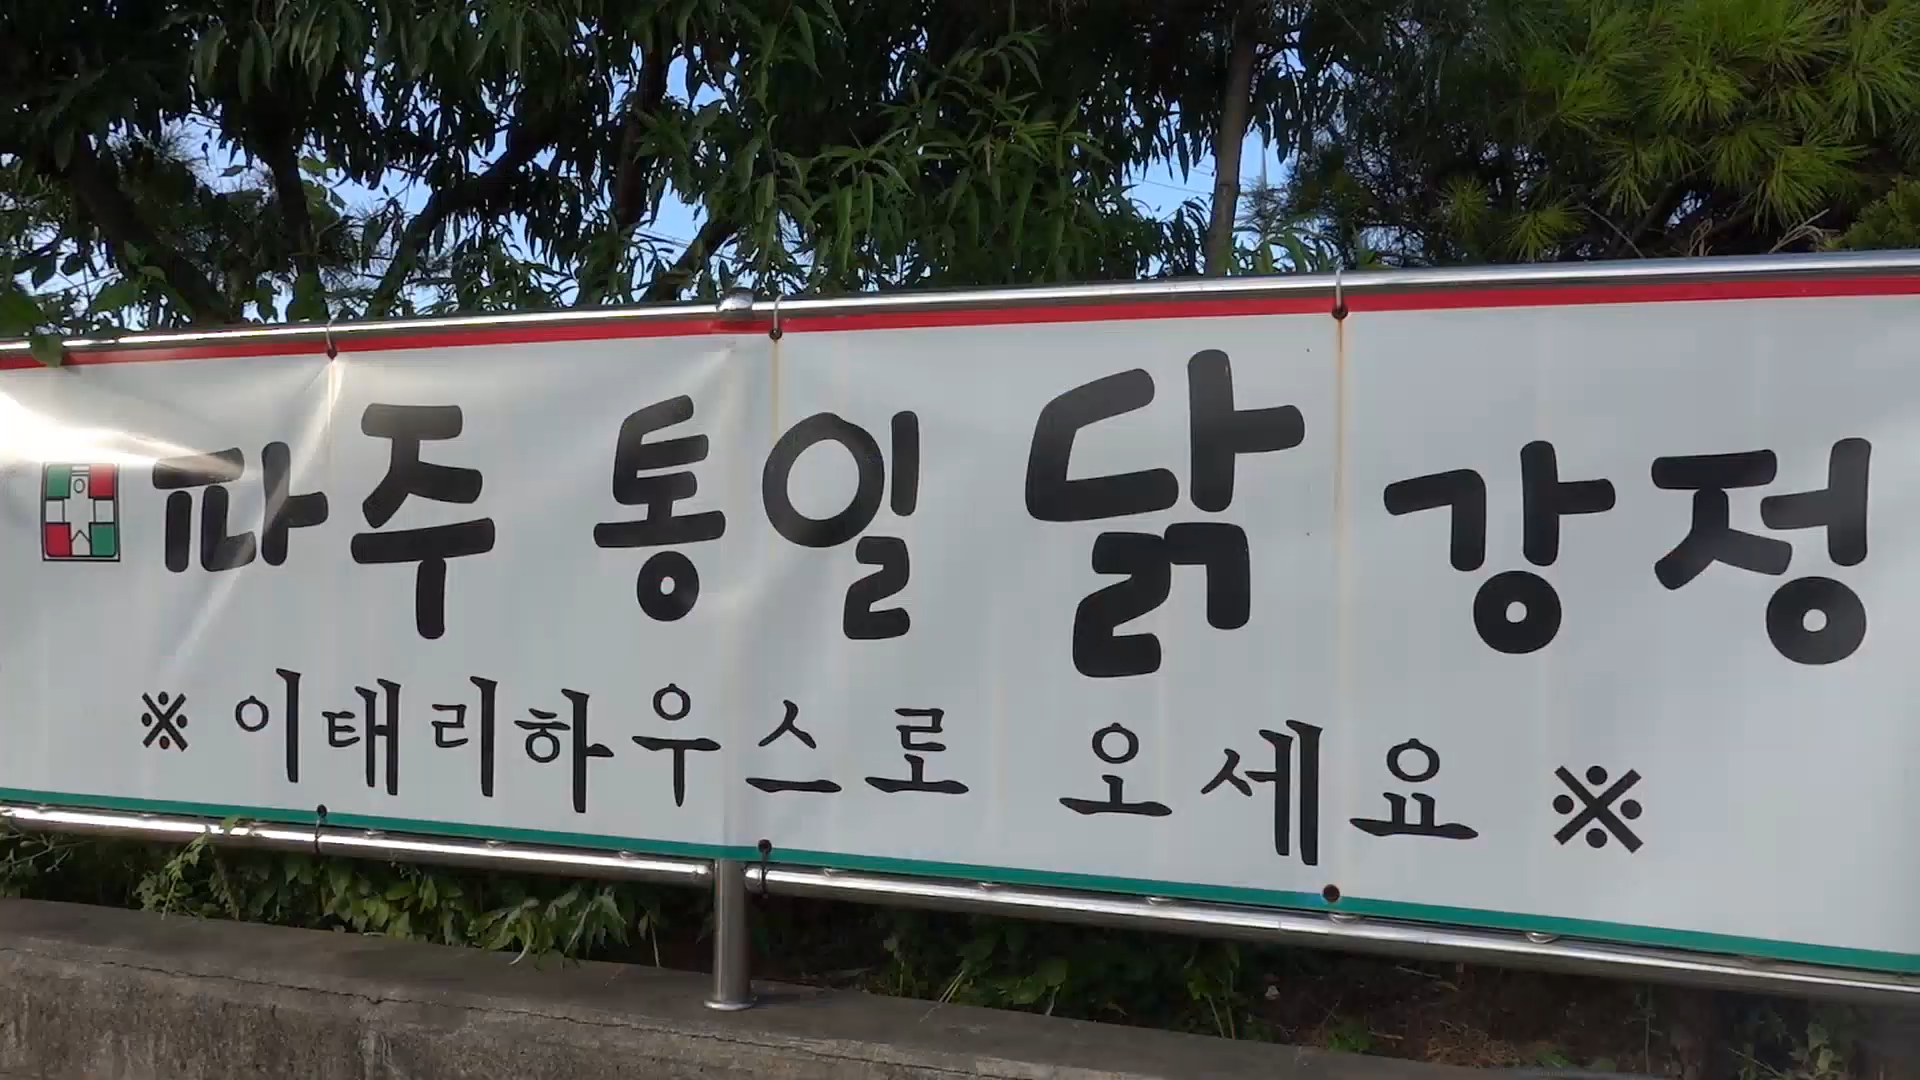 파주 통일 닭 강정
※ 이태리하우스로 오세요 ※